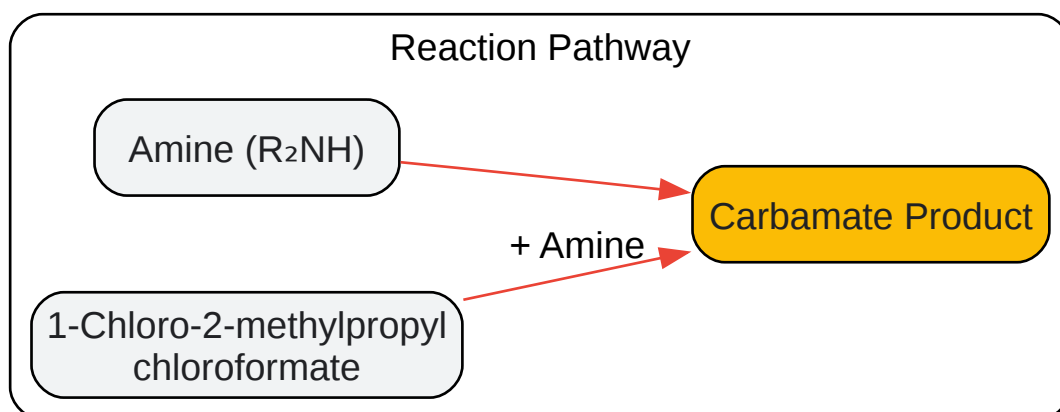 Reaction Pathway
Amine (R₂NH)
Carbamate Product
+ Amine
1-Chloro-2-methylpropyl
chloroformate